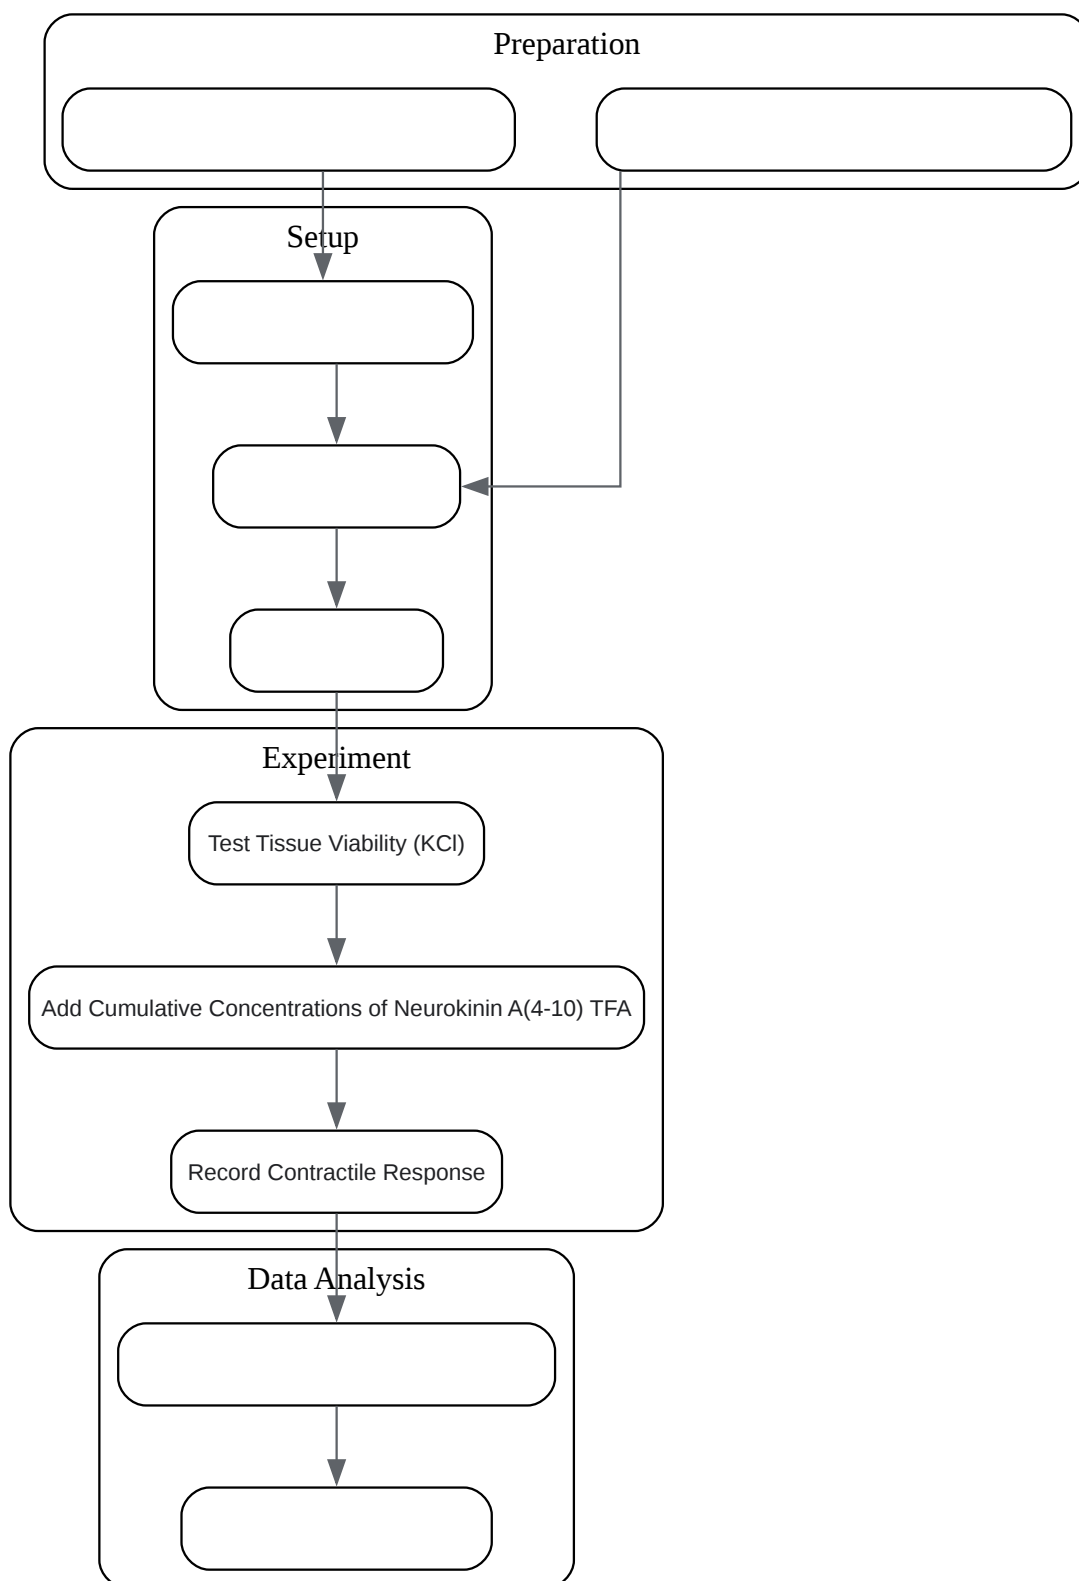 Preparation
Setup
Experiment
Test Tissue Viability (KCl)
Add Cumulative Concentrations of Neurokinin A(4-10) TFA
Record Contractile Response
Data Analysis